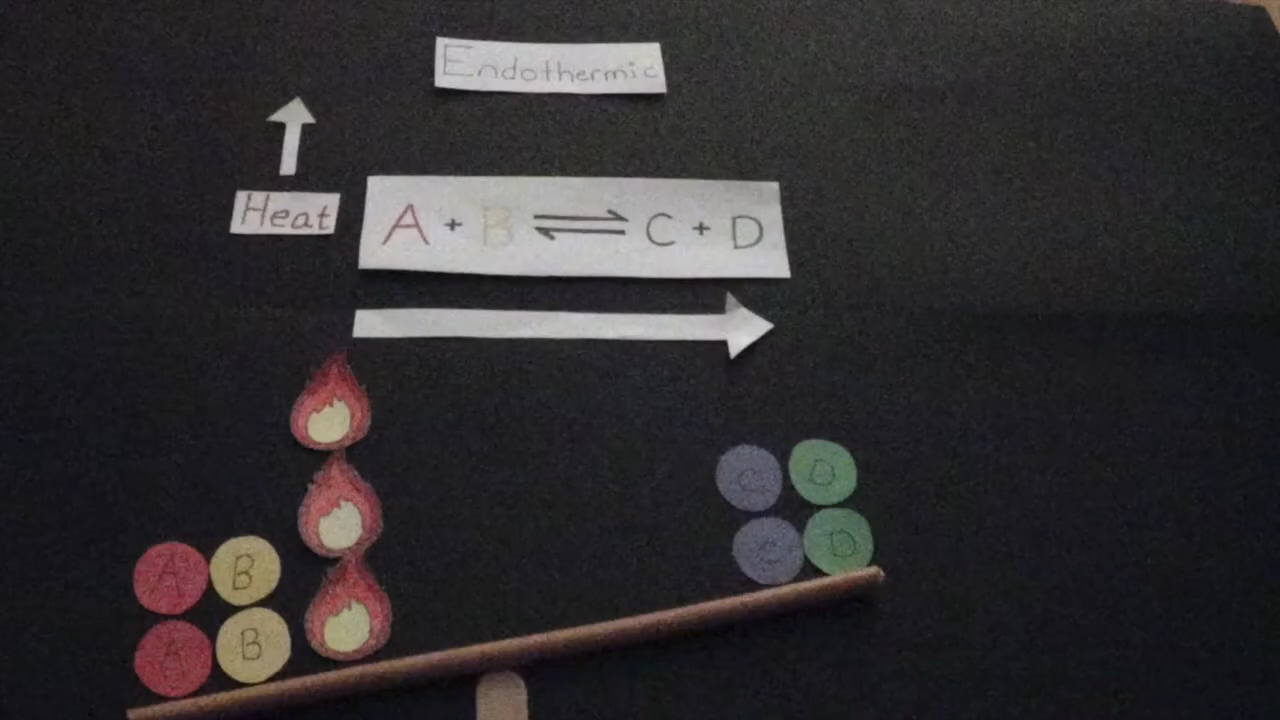 Endothermic
Heat
A + B ⇌ C + D
A B
A B
C D
C D